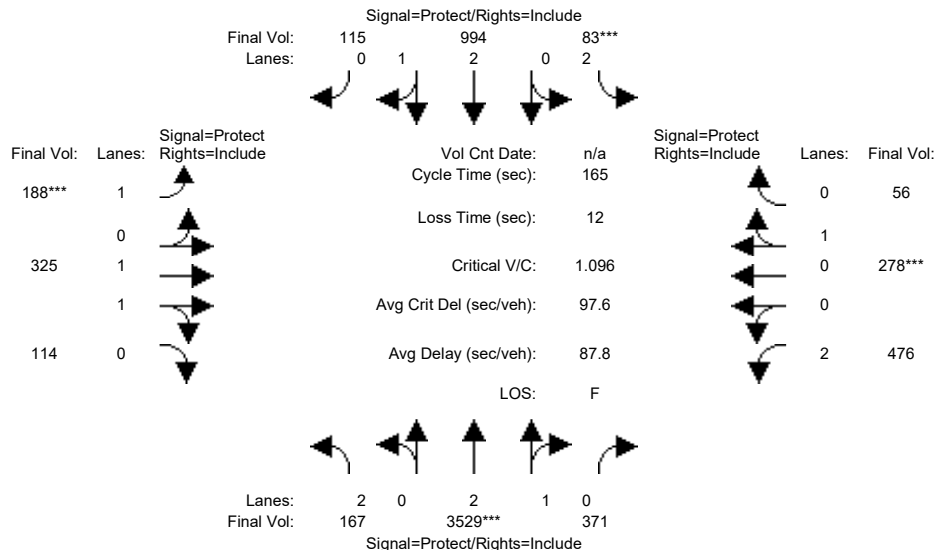 Signal=Protect/Rights=Include
Final Vol: 115 994 83***
Lanes: 0 1 2 0 2
Signal=Protect
Final Vol: Lanes: Rights=Include
Vol Cnt Date: n/a
Signal=Protect
Rights=Include Lanes: Final Vol:
188*** 1
Cycle Time (sec): 165
0 56
0
Loss Time (sec): 12
1
325 1
Critical V/C: 1.096
0 278***
1
Avg Crit Del (sec/veh): 97.6
0
114 0
Avg Delay (sec/veh): 87.8
2 476
LOS: F
Lanes: 2 0 2 1 0
Final Vol: 167 3529*** 371
Signal=Protect/Rights=Include